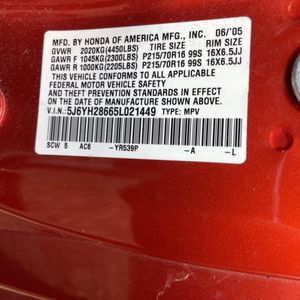 MFD. BY HONDA OF AMERICA MFG., INC. 06/'05
GVWR 2020KG(4450LBS) TIRE SIZE RIM SIZE
GAWR F 1045KG(2300LBS) P215/70R16 99S 16X6.5JJ
GAWR R 1000KG(2205LBS) P215/70R16 99S 16X6.5JJ
THIS VEHICLE CONFORMS TO ALL APPLICABLE
FEDERAL MOTOR VEHICLE SAFETY AND
THEFT PREVENTION STANDARDS IN EFFECT
ON THE DATE OF MANUFACTURE SHOWN ABOVE.
V.I.N. 5J6YH28665L021449 TYPE: MPV
SCW 5 AC6 -YR539P -A -L